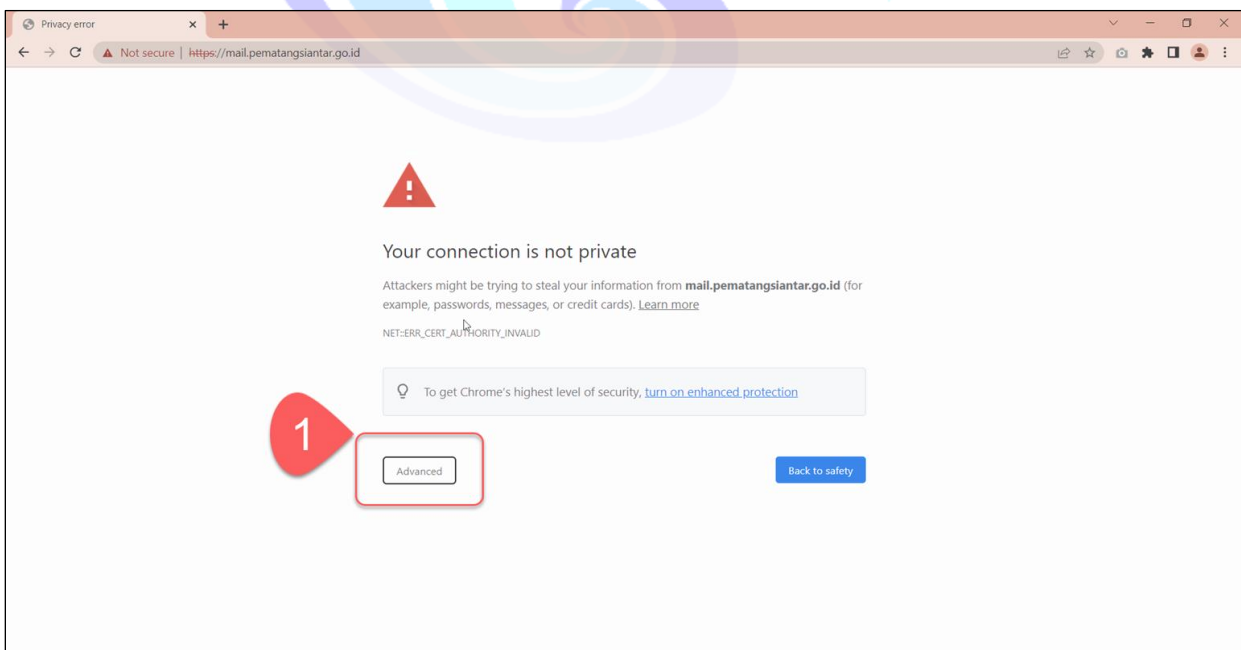 Privacy error
Not secure | https://mail.pematangsiantar.go.id
Your connection is not private
Attackers might be trying to steal your information from mail.pematangsiantar.go.id (for
example, passwords, messages, or credit cards). Learn more
NET::ERR_CERT_AUTHORITY_INVALID
To get Chrome's highest level of security, turn on enhanced protection
1
Advanced
Back to safety